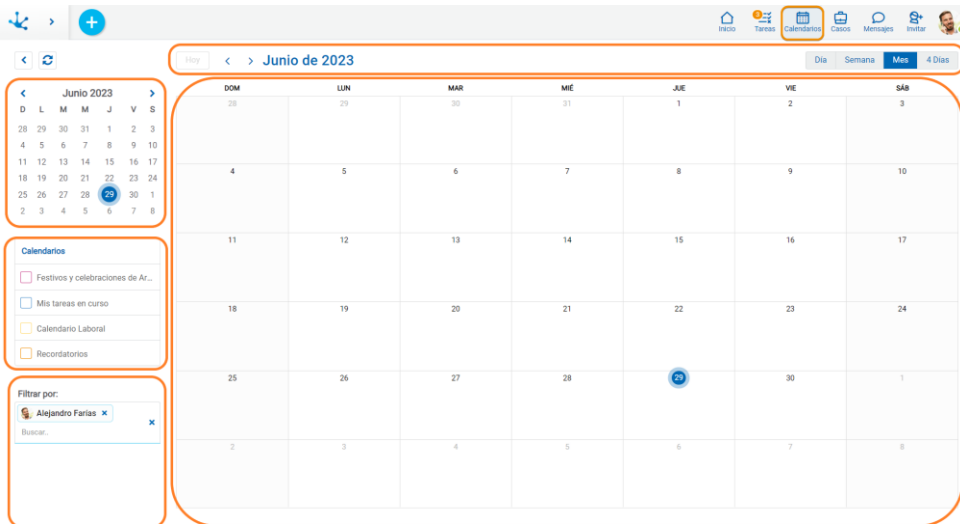 3
Inicio Tareas Calendarios Casos Mensajes Invitar
Hoy Junio de 2023 Día Semana Mes 4 Días
Junio 2023
D L M M J V S
28 29 30 31 1 2 3
4 5 6 7 8 9 10
11 12 13 14 15 16 17
18 19 20 21 22 23 24
25 26 27 28 29 30 1
2 3 4 5 6 7 8
Calendarios
Festivos y celebraciones de Ar...
Mis tareas en curso
Calendario Laboral
Recordatorios
Filtrar por:
Alejandro Farías
Buscar..
DOM LUN MAR MIÉ JUE VIE SÁB
28 29 30 31 1 2 3
4 5 6 7 8 9 10
11 12 13 14 15 16 17
18 19 20 21 22 23 24
25 26 27 28 29 30 1
2 3 4 5 6 7 8